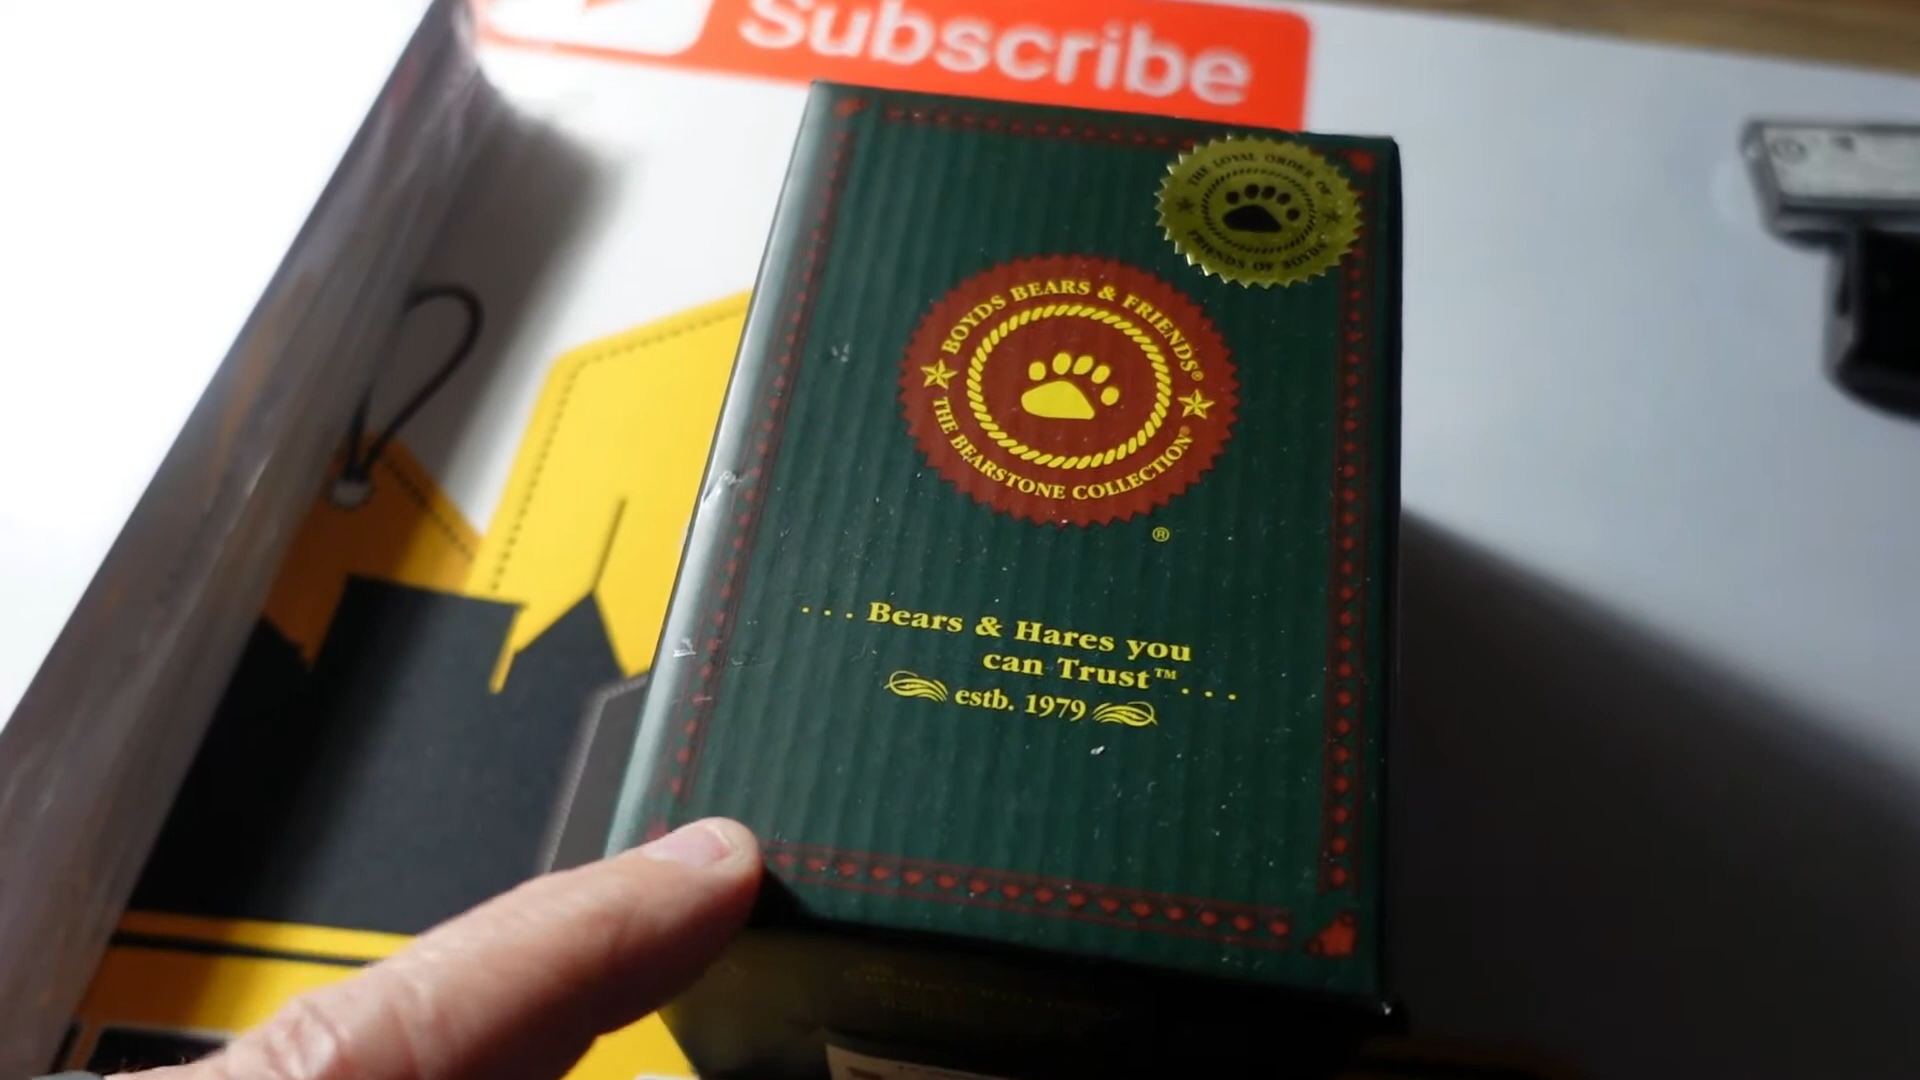 Subscribe
THE LOYAL ORDER OF
FRIENDS OF BOYDS
BOYDS BEARS & FRIENDS®
THE BEARSTONE COLLECTION®
®
. . . Bears & Hares you
can Trust™ . . .
estb. 1979